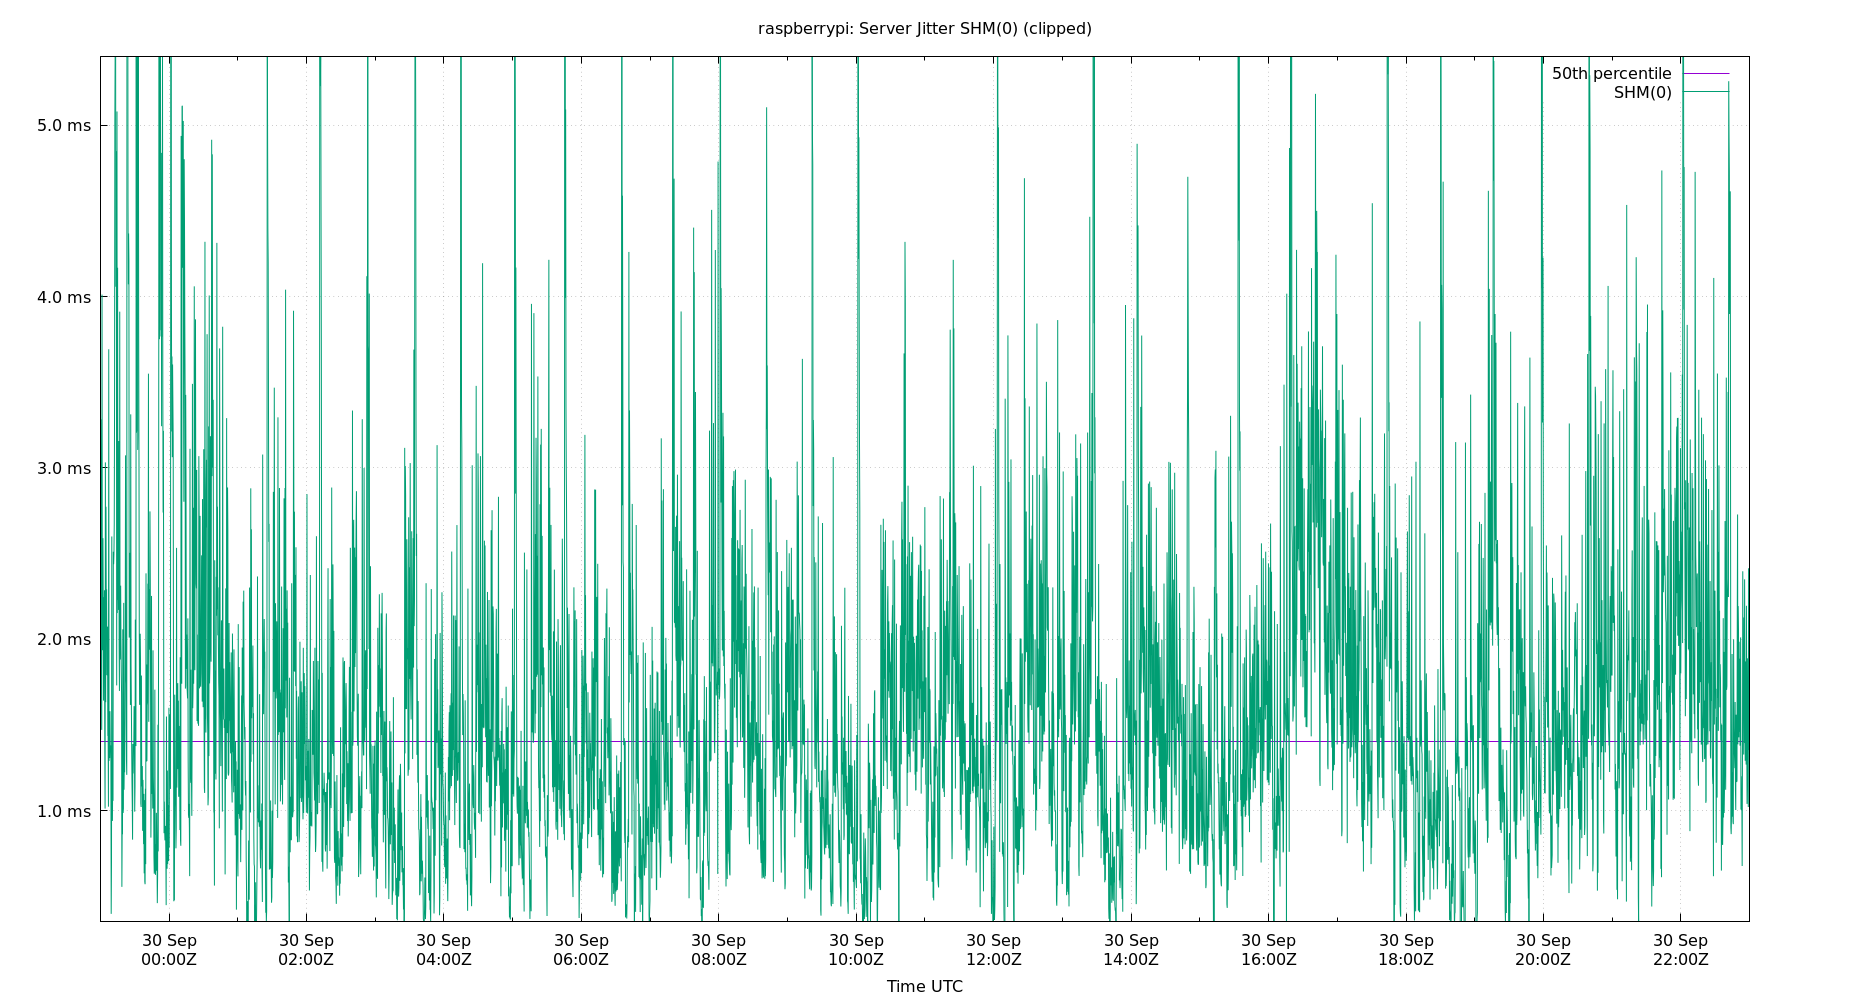 raspberrypi: Server Jitter SHM(0) (clipped)
50th percentile
SHM(0)
5.0 ms
4.0 ms
3.0 ms
2.0 ms
1.0 ms
30 Sep 30 Sep 30 Sep 30 Sep 30 Sep 30 Sep 30 Sep 30 Sep 30 Sep 30 Sep 30 Sep 30 Sep
00:00Z 02:00Z 04:00Z 06:00Z 08:00Z 10:00Z 12:00Z 14:00Z 16:00Z 18:00Z 20:00Z 22:00Z
Time UTC